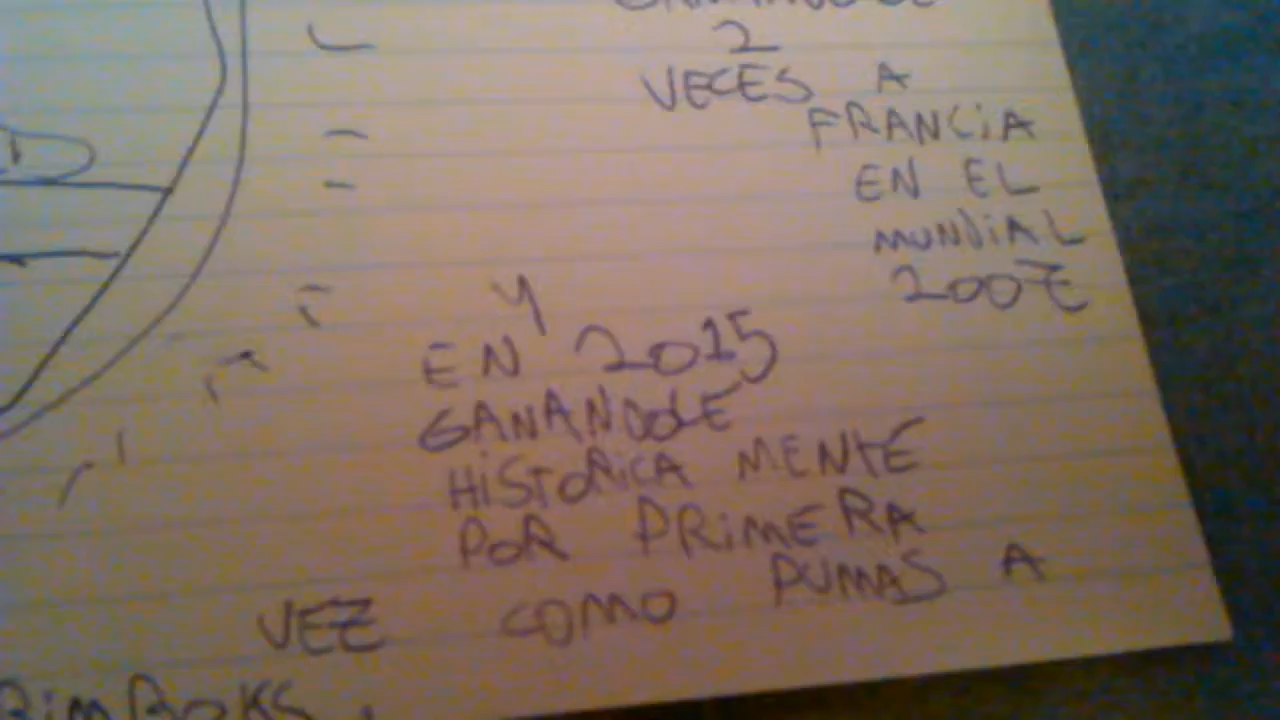 2
VECES A
FRANCIA
EN EL
MUNDIAL
2007
Y
EN 2015
GANANDOLE
HISTORICA MENTE
POR PRIMERA
VEZ COMO PUMAS A